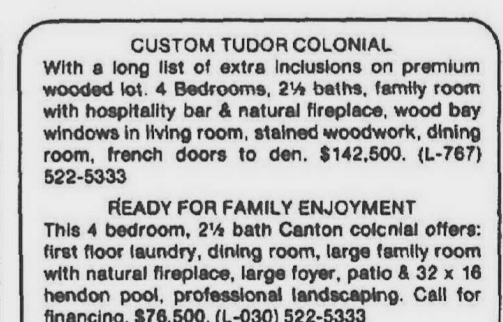 CUSTOM TUDOR COLONIAL
With a long list of extra inclusions on premium
wooded lot. 4 Bedrooms, 2½ baths, family room
with hospitality bar & natural fireplace, wood bay
windows in living room, stained woodwork, dining
room, french doors to den. $142,500. (L-767)
522-5333
READY FOR FAMILY ENJOYMENT
This 4 bedroom, 2½ bath Canton colonial offers:
first floor laundry, dining room, large family room
with natural fireplace, large foyer, patio & 32 x 16
hendon pool, professional landscaping. Call for
financing. $76,500. (L-030) 522-5333